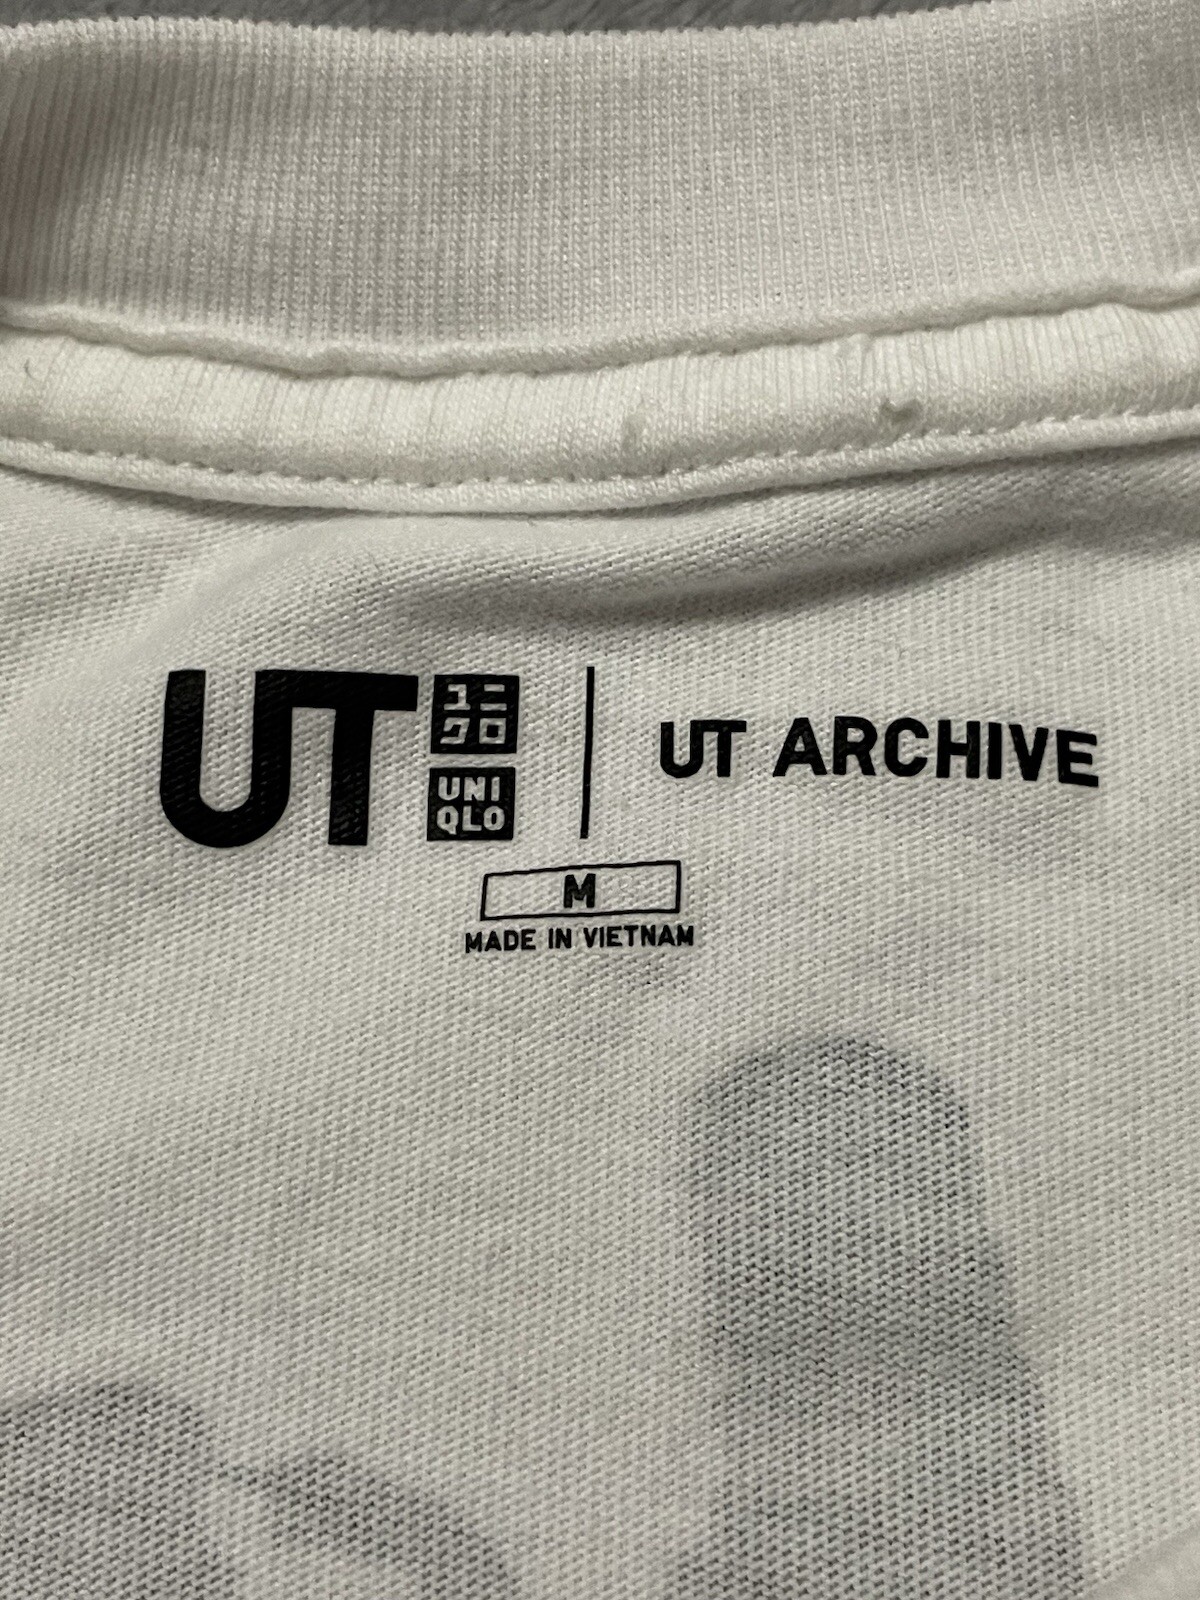 UT
ユニ
クロ
UNI
QLO
UT ARCHIVE
M
MADE IN VIETNAM